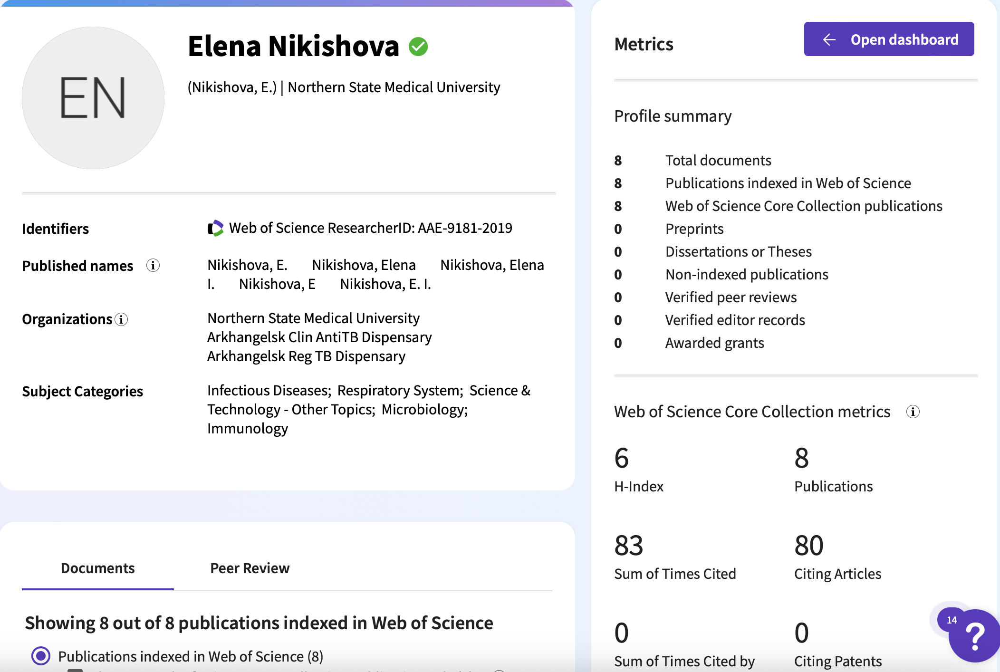 EN
Elena Nikishova
(Nikishova, E.) | Northern State Medical University
Identifiers
Web of Science ResearcherID: AAE-9181-2019
Published names
Nikishova, E. Nikishova, Elena Nikishova, Elena
I. Nikishova, E Nikishova, E. I.
Organizations
Northern State Medical University
Arkhangelsk Clin AntiTB Dispensary
Arkhangelsk Reg TB Dispensary
Subject Categories
Infectious Diseases; Respiratory System; Science &
Technology - Other Topics; Microbiology;
Immunology
Documents Peer Review
Showing 8 out of 8 publications indexed in Web of Science
Publications indexed in Web of Science (8)
Metrics
← Open dashboard
Profile summary
8 Total documents
8 Publications indexed in Web of Science
8 Web of Science Core Collection publications
0 Preprints
0 Dissertations or Theses
0 Non-indexed publications
0 Verified peer reviews
0 Verified editor records
0 Awarded grants
Web of Science Core Collection metrics
6 8
H-Index Publications
83 80
Sum of Times Cited Citing Articles
0 0
Sum of Times Cited by Citing Patents
14
?